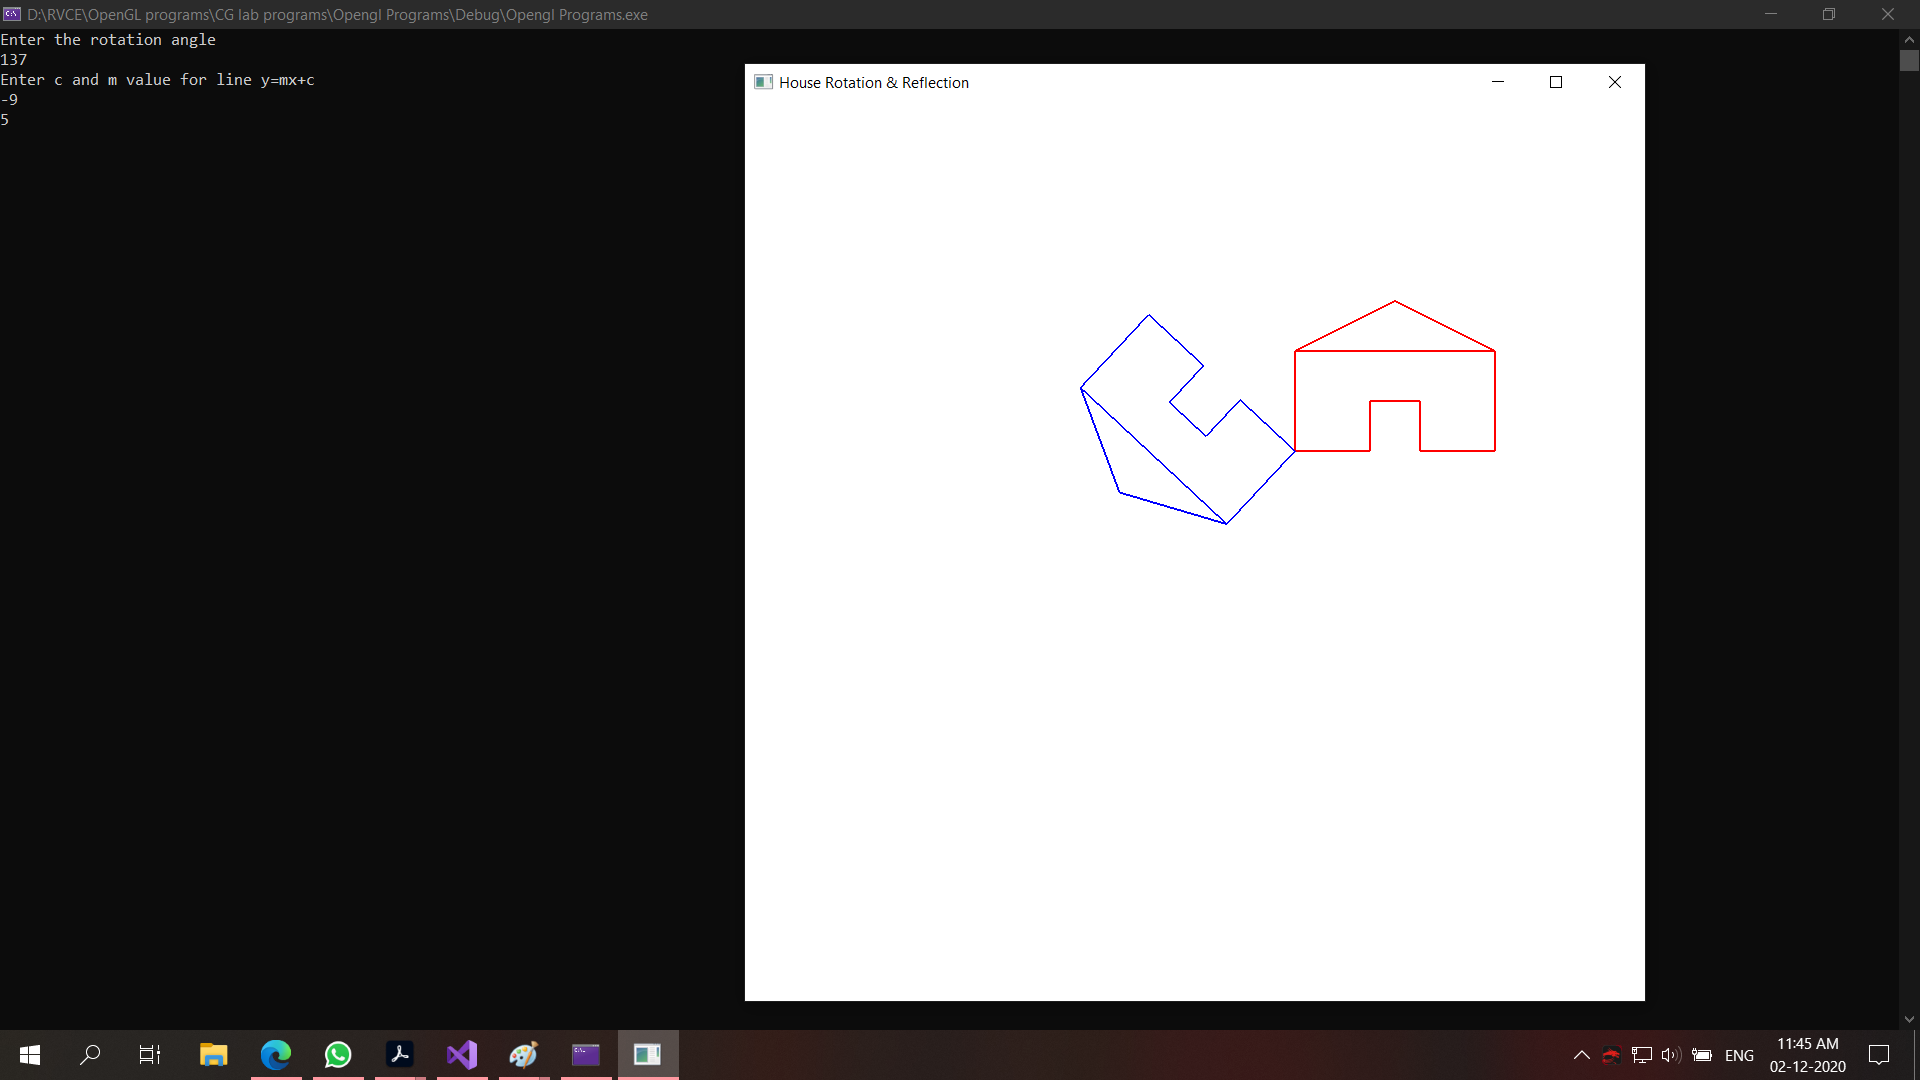 D:\RVCE\OpenGL programs\CG lab programs\Opengl Programs\Debug\Opengl Programs.exe
Enter the rotation angle
137
Enter c and m value for line y=mx+c
-9
5
House Rotation & Reflection
ENG
11:45 AM
02-12-2020